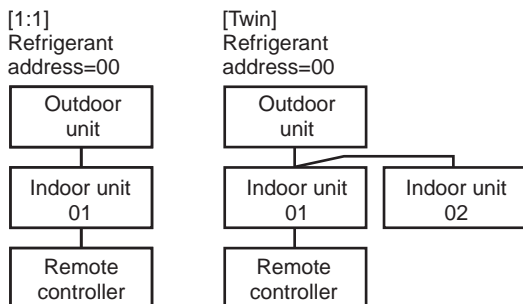 [1:1]
Refrigerant
address=00
Outdoor
unit
Indoor unit
01
Remote
controller
[Twin]
Refrigerant
address=00
Outdoor
unit
Indoor unit
01
Indoor unit
02
Remote
controller